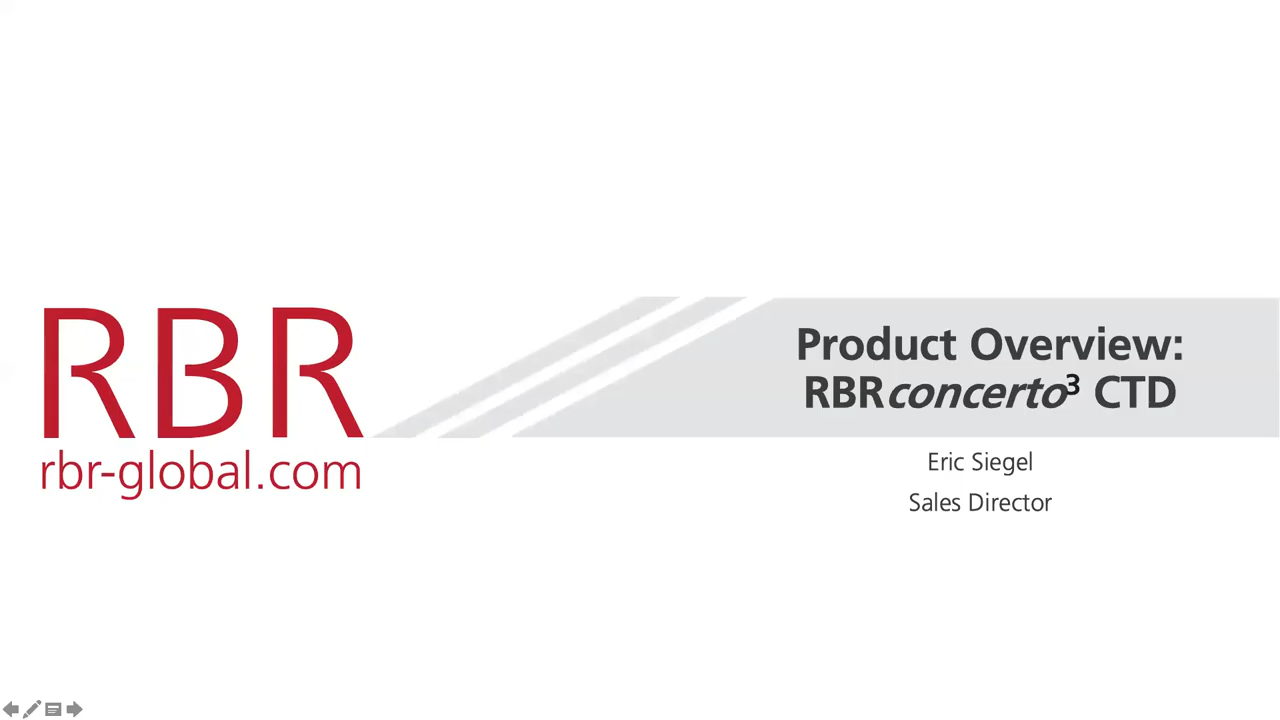 RBR
rbr-global.com
Product Overview:
RBRconcerto³ CTD
Eric Siegel
Sales Director